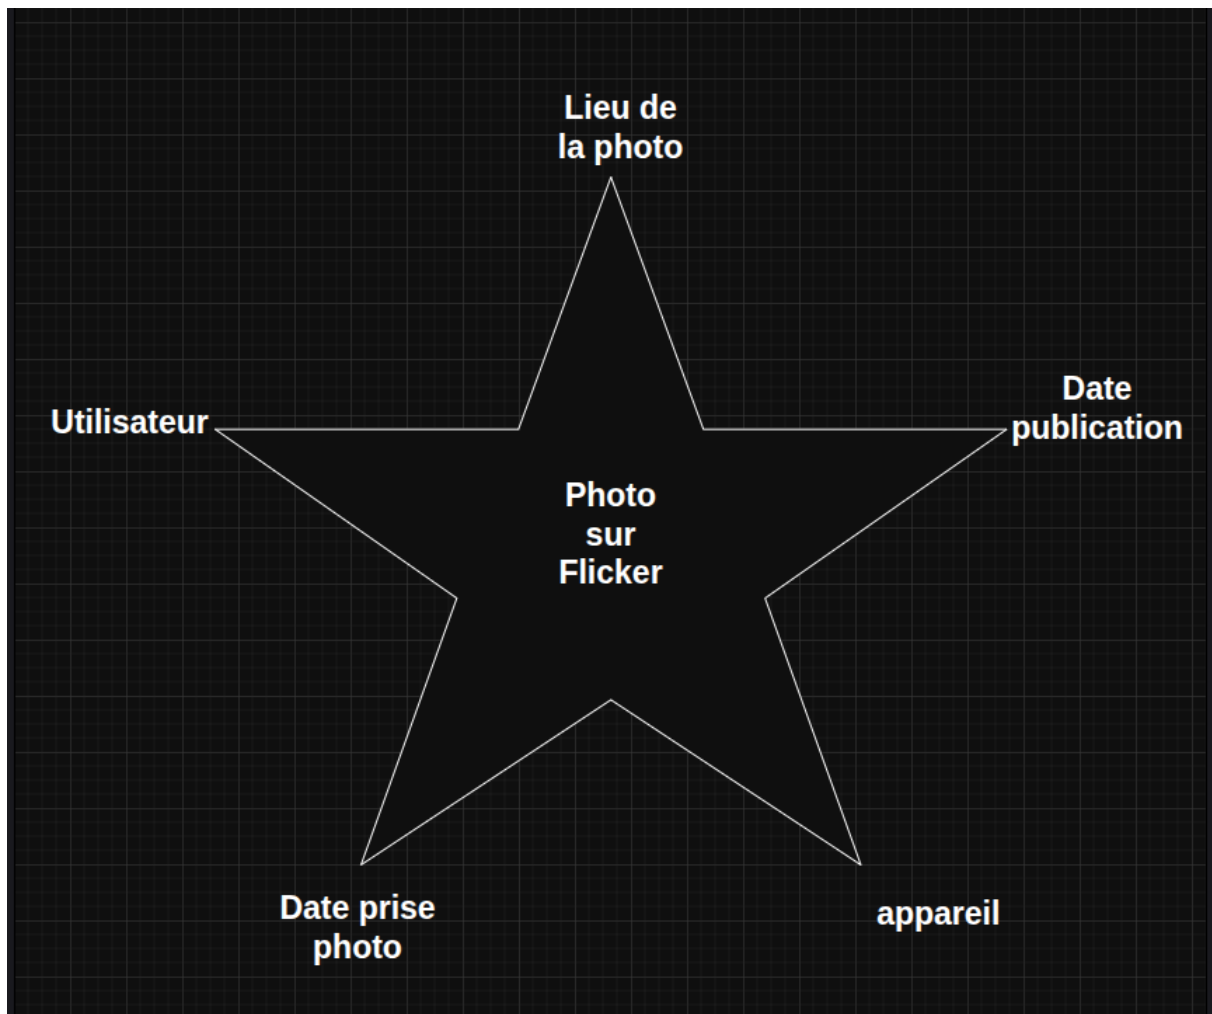 Lieu de
la photo
Utilisateur
Date
publication
Photo
sur
Flicker
Date prise
photo
appareil